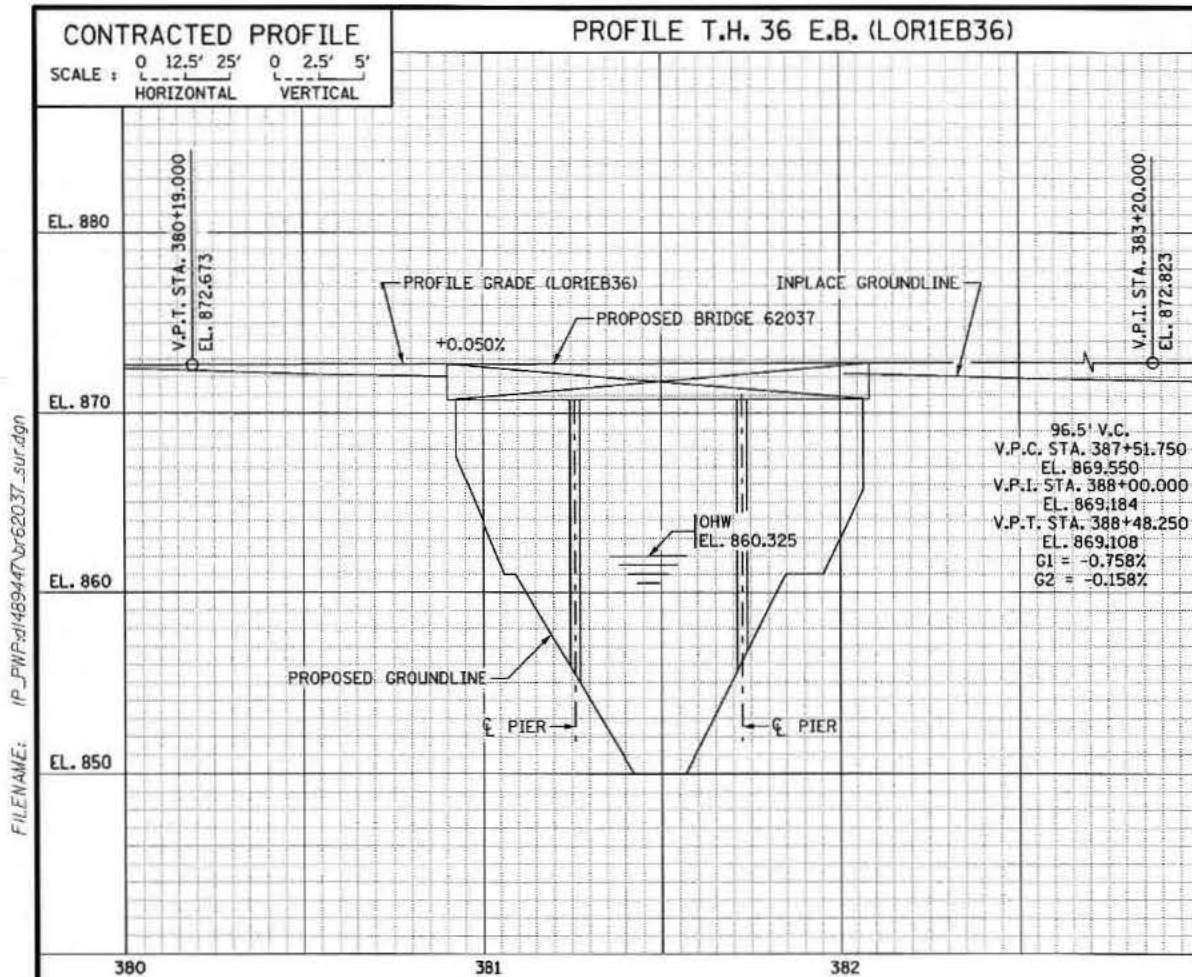 CONTRACTED PROFILE
SCALE :
0 12.5' 25'
HORIZONTAL
0 2.5' 5'
VERTICAL
PROFILE T.H. 36 E.B. (LOR1EB36)
V.P.T. STA. 380+19.000
EL. 872.673
V.P.I. STA. 383+20.000
EL. 872.823
EL. 880
PROFILE GRADE (LOR1EB36)
INPLACE GROUNDLINE
PROPOSED BRIDGE 62037
+0.050%
EL. 870
96.5' V.C.
V.P.C. STA. 387+51.750
EL. 869.550
V.P.I. STA. 388+00.000
EL. 869.184
V.P.T. STA. 388+48.250
EL. 869.108
G1 = -0.758%
G2 = -0.158%
OHW
EL. 860.325
EL. 860
PROPOSED GROUNDLINE
℄ PIER
℄ PIER
EL. 850
380
381
382
FILENAME: IP_PWP:d1489447\br62037_sur.dgn